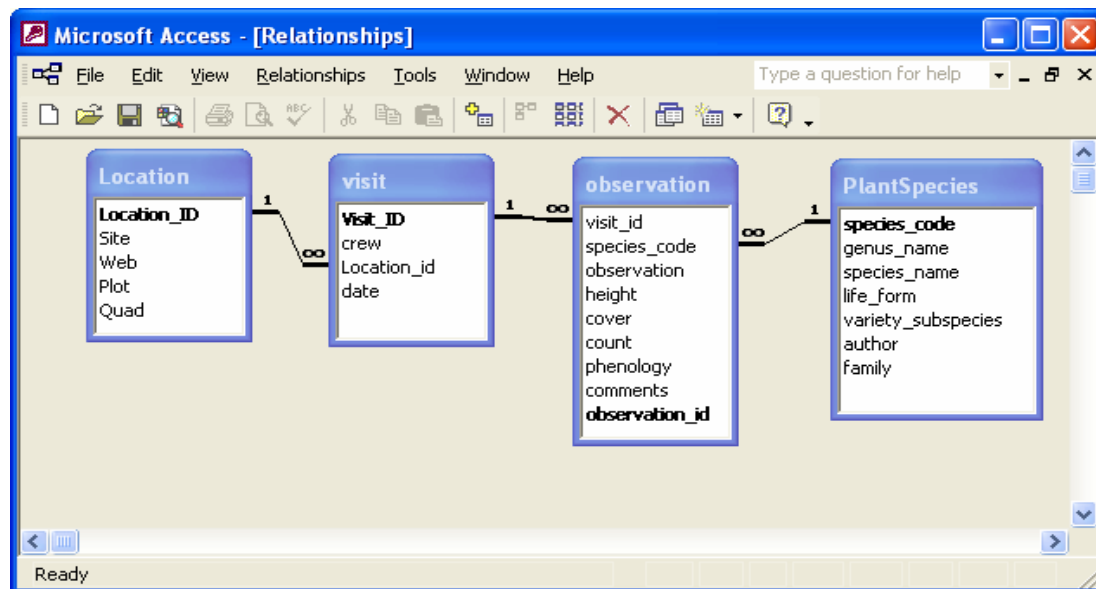 Microsoft Access - [Relationships]
File Edit View Relationships Tools Window Help Type a question for help
ABC
Location
Location_ID
Site
Web
Plot
Quad
1
∞
visit
Visit_ID
crew
Location_id
date
1
∞
observation
visit_id
species_code
observation
height
cover
count
phenology
comments
observation_id
∞
1
PlantSpecies
species_code
genus_name
species_name
life_form
variety_subspecies
author
family
Ready